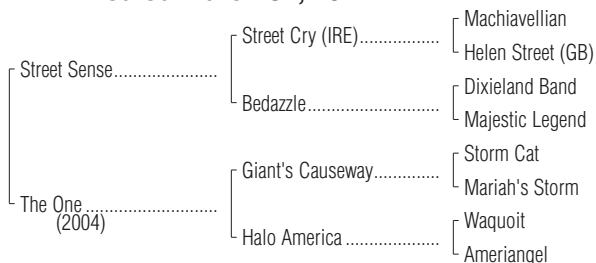 Machiavellian
Street Cry (IRE)..................
Helen Street (GB)
Street Sense.......................
Dixieland Band
Bedazzle.............................
Majestic Legend
Storm Cat
Giant's Causeway..............
Mariah's Storm
The One.............................
(2004)
Waquoit
Halo America....................
Ameriangel